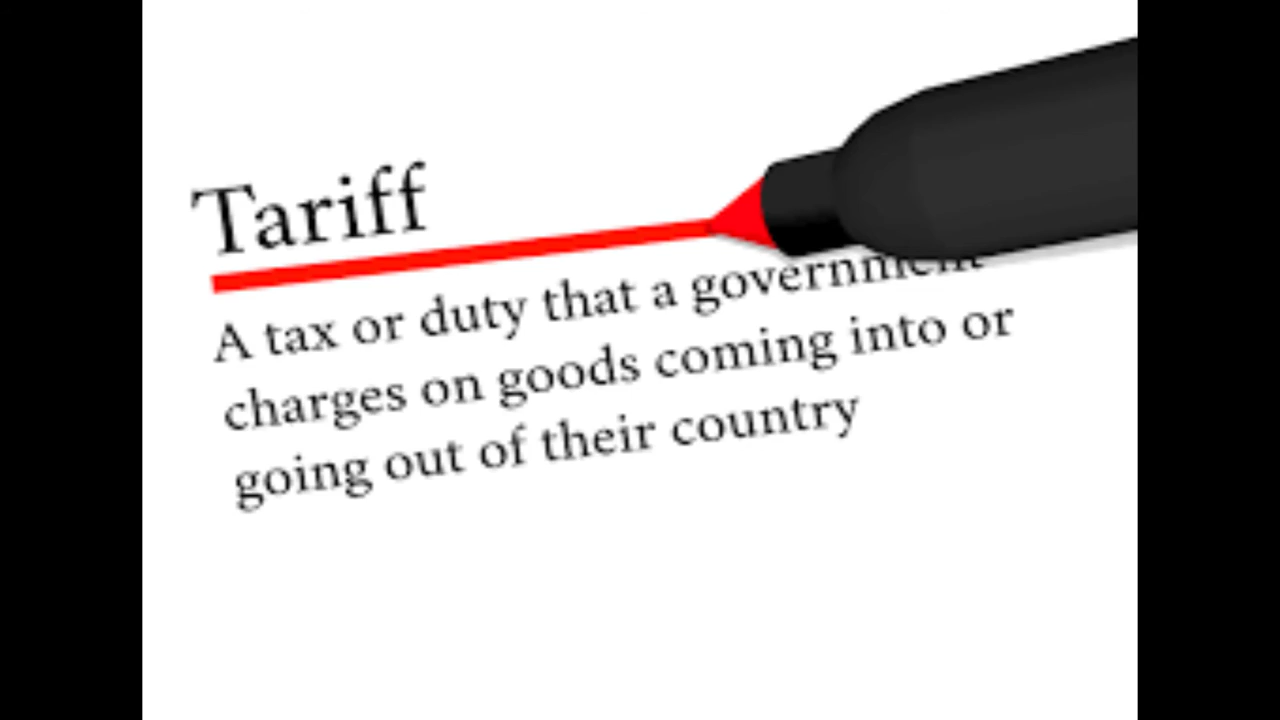 Tariff
A tax or duty that a government
charges on goods coming into or
going out of their country